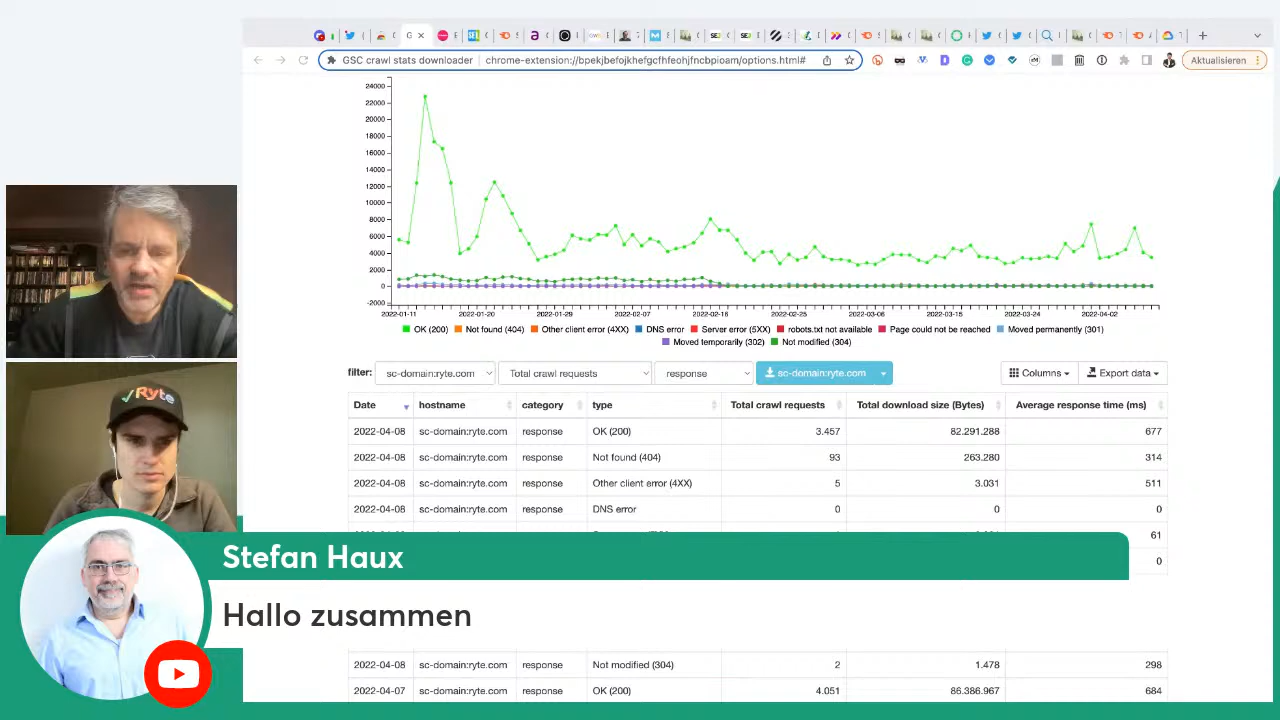 GSC crawl stats downloader | chrome-extension://bpekjbefojkhefgcfhfeohjfncbpioam/options.html#
Aktualisieren
24000
22000
20000
18000
16000
14000
12000
10000
8000
6000
4000
2000
0
-2000
2022-01-11 2022-01-20 2022-01-29 2022-02-07 2022-02-16 2022-02-25 2022-03-06 2022-03-15 2022-03-24 2022-04-02
OK (200) Not found (404) Other client error (4XX) DNS error Server error (5XX) robots.txt not available Page could not be reached Moved permanently (301)
Moved temporarily (302) Not modified (304)
filter: sc-domain:ryte.com Total crawl requests response sc-domain:ryte.com Columns Export data
Date hostname category type Total crawl requests Total download size (Bytes) Average response time (ms)
2022-04-08 sc-domain:ryte.com response OK (200) 3.457 82.291.288 677
2022-04-08 sc-domain:ryte.com response Not found (404) 93 263.280 314
2022-04-08 sc-domain:ryte.com response Other client error (4XX) 5 3.031 511
2022-04-08 sc-domain:ryte.com response DNS error 0 0 0
61
0
Ryte
Stefan Haux
Hallo zusammen
2022-04-08 sc-domain:ryte.com response Not modified (304) 2 1.478 298
2022-04-07 sc-domain:ryte.com response OK (200) 4.051 86.386.967 684